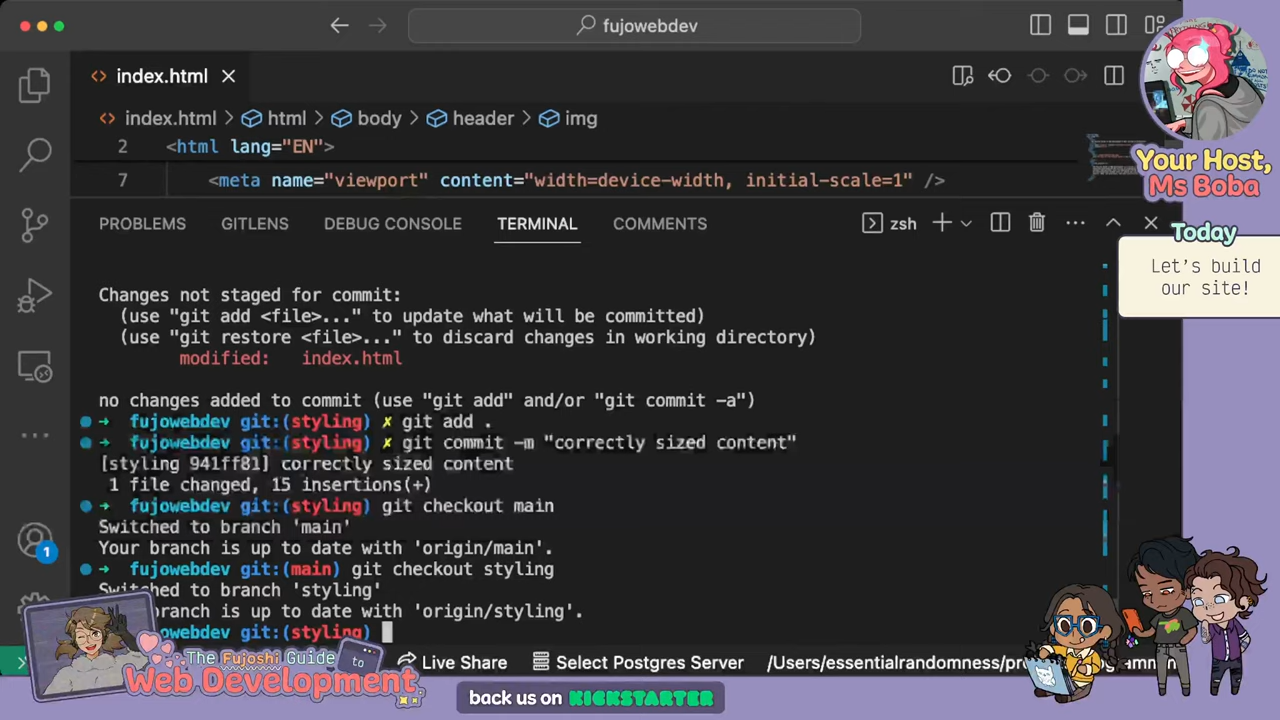 fujowebdev
index.html
index.html > html > body > header > img
2 <html lang="EN">
7 <meta name="viewport" content="width=device-width, initial-scale=1" />
PROBLEMS GITLENS DEBUG CONSOLE TERMINAL COMMENTS zsh
Changes not staged for commit:
(use "git add <file>..." to update what will be committed)
(use "git restore <file>..." to discard changes in working directory)
modified: index.html
no changes added to commit (use "git add" and/or "git commit -a")
➜ fujowebdev git:(styling) ✗ git add .
➜ fujowebdev git:(styling) ✗ git commit -m "correctly sized content"
[styling 941ff81] correctly sized content
1 file changed, 15 insertions(+)
➜ fujowebdev git:(styling) git checkout main
Switched to branch 'main'
Your branch is up to date with 'origin/main'.
➜ fujowebdev git:(main) git checkout styling
Switched to branch 'styling'
branch is up to date with 'origin/styling'.
owebdev git:(styling)
1
Live Share Select Postgres Server /Users/essentialrandomness/pro
Your Host,
Ms Boba
Today
Let's build
our site!
The Fujoshi Guide to
Web Development
back us on KICKSTARTER